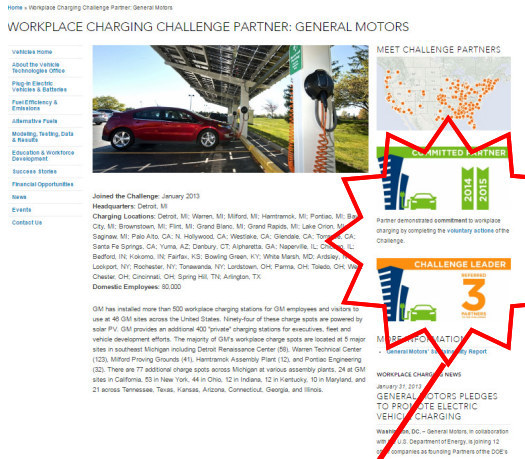 Home » Workplace Charging Challenge Partner: General Motors
WORKPLACE CHARGING CHALLENGE PARTNER: GENERAL MOTORS
Vehicles Home
About the Vehicle
Technologies Office
Plug-in Electric
Vehicles & Batteries
Fuel Efficiency &
Emissions
Alternative Fuels
Modeling, Testing, Data
& Results
Education & Workforce
Development
Success Stories
Financial Opportunities
News
Events
Contact Us
Joined the Challenge: January 2013
Headquarters: Detroit, MI
Charging Locations: Detroit, MI; Warren, MI; Milford, MI; Hamtramck, MI; Pontiac, MI; Bay
City, MI; Brownstown, MI; Flint, MI; Grand Blanc, MI; Grand Rapids, MI; Lake Orion, MI;
Saginaw, MI; Palo Alto, CA; N. Hollywood, CA; Westlake, CA; Glendale, CA; Torrance, CA;
Santa Fe Springs, CA; Yuma, AZ; Danbury, CT; Alpharetta, GA; Naperville, IL; Chicago, IL;
Bedford, IN; Kokomo, IN; Fairfax, KS; Bowling Green, KY; White Marsh, MD; Ardsley, NY;
Lockport, NY; Rochester, NY; Tonawanda, NY; Lordstown, OH; Parma, OH; Toledo, OH; West
Chester, OH; Cincinnati, OH; Spring Hill, TN; Arlington, TX
Domestic Employees: 80,000
GM has installed more than 500 workplace charging stations for GM employees and visitors to
use at 46 GM sites across the United States. Ninety-four of these charge spots are powered by
solar PV. GM provides an additional 400 "private" charging stations for executives, fleet and
vehicle development efforts. The majority of GM's workplace charge spots are located at 5 major
sites in southeast Michigan including Detroit Renaissance Center (58), Warren Technical Center
(123), Milford Proving Grounds (41), Hamtramck Assembly Plant (12), and Pontiac Engineering
(32). There are 77 additional charge spots across Michigan at various assembly plants, 24 at GM
sites in California, 53 in New York, 44 in Ohio, 12 in Indiana, 12 in Kentucky, 10 in Maryland, and
21 across Tennessee, Texas, Kansas, Arizona, Connecticut, Georgia, and Illinois.
MEET CHALLENGE PARTNERS
COMMITTED PARTNER
2014
2015
Partner demonstrated commitment to workplace
charging by completing the voluntary actions of the
Challenge.
CHALLENGE LEADER
REFERRED
3
PARTNERS
MORE INFORMATION
General Motors' Sustainability Report
WORKPLACE CHARGING NEWS
January 31, 2013
GENERAL MOTORS PLEDGES
TO PROMOTE ELECTRIC
VEHICLE CHARGING
Washington, DC. – General Motors, in collaboration
with U.S. Department of Energy, is joining 12
other companies as founding Partners of the DOE's